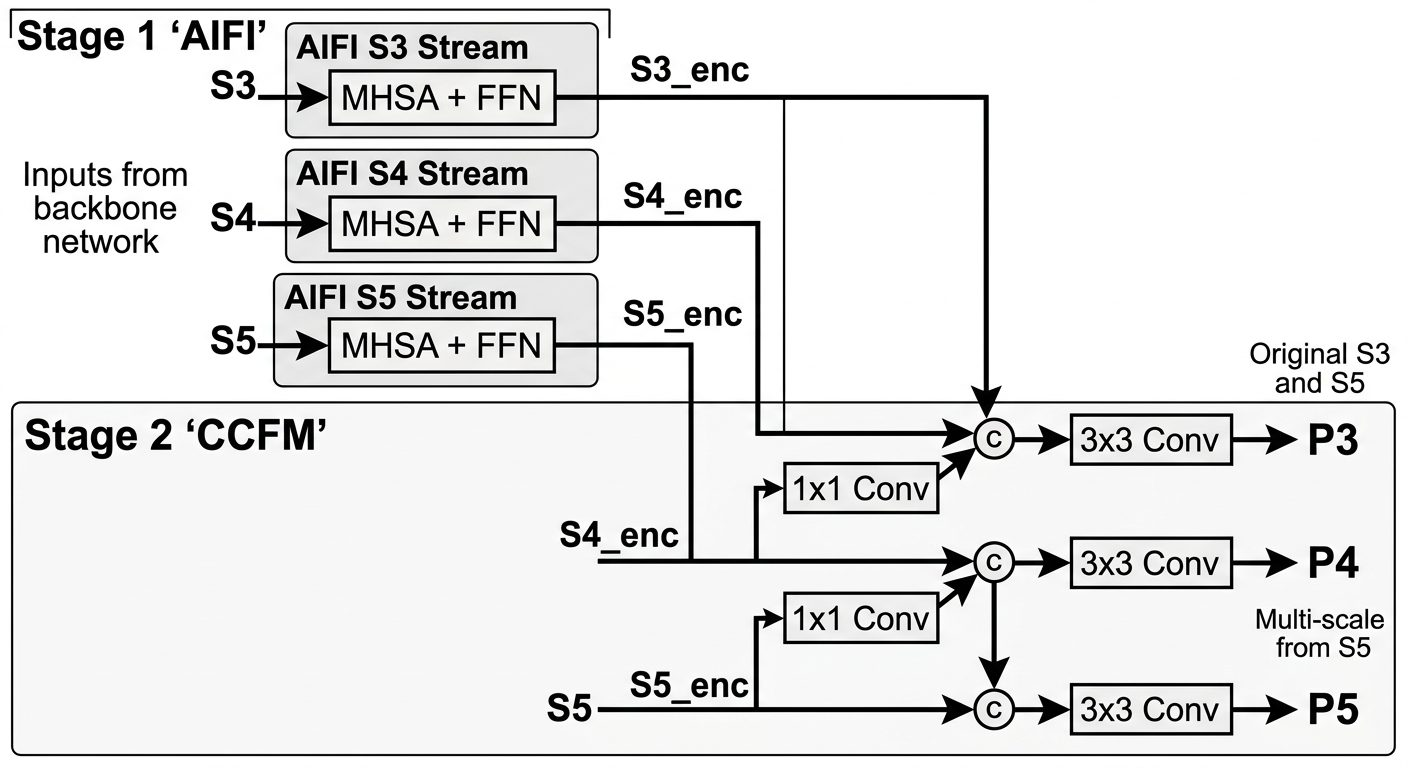 Stage 1 ‘AIFI’
AIFI S3 Stream
S3
MHSA + FFN
S3_enc
Inputs from
backbone
network
AIFI S4 Stream
S4
MHSA + FFN
S4_enc
AIFI S5 Stream
S5
MHSA + FFN
S5_enc
Original S3
and S5
Stage 2 ‘CCFM’
c
3x3 Conv
P3
1x1 Conv
S4_enc
c
3x3 Conv
P4
1x1 Conv
Multi-scale
from S5
S5
S5_enc
c
3x3 Conv
P5